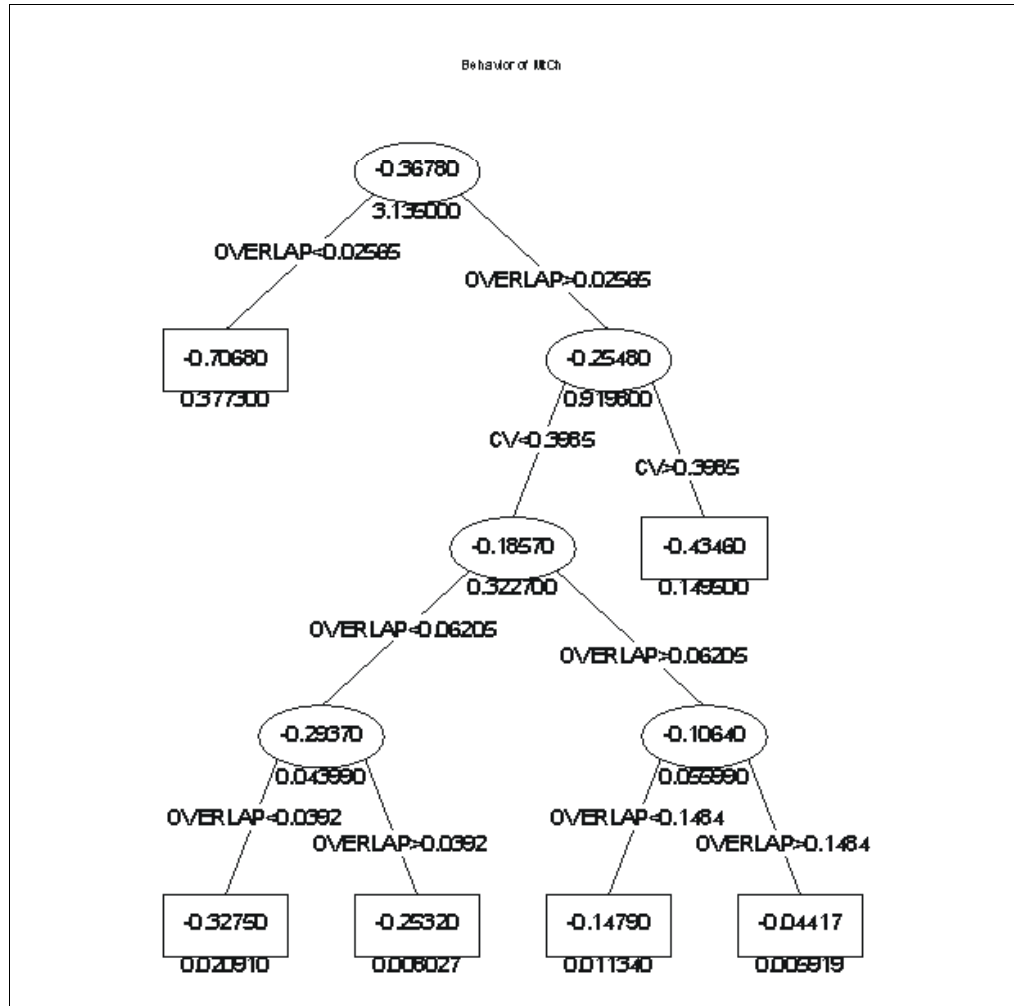 Behavior of MtCh
-0.36780
3.135000
OVERLAP<0.02565
OVERLAP>0.02565
-0.70680
0.377300
-0.25480
0.919800
CV<0.3985
CV>0.3985
-0.18570
0.322700
-0.43460
0.149500
OVERLAP<0.06205
OVERLAP>0.06205
-0.29370
0.043990
-0.10640
0.055990
OVERLAP<0.0392
OVERLAP>0.0392
OVERLAP<0.1484
OVERLAP>0.1484
-0.32750
0.020910
-0.25320
0.008027
-0.14790
0.011340
-0.04417
0.005919